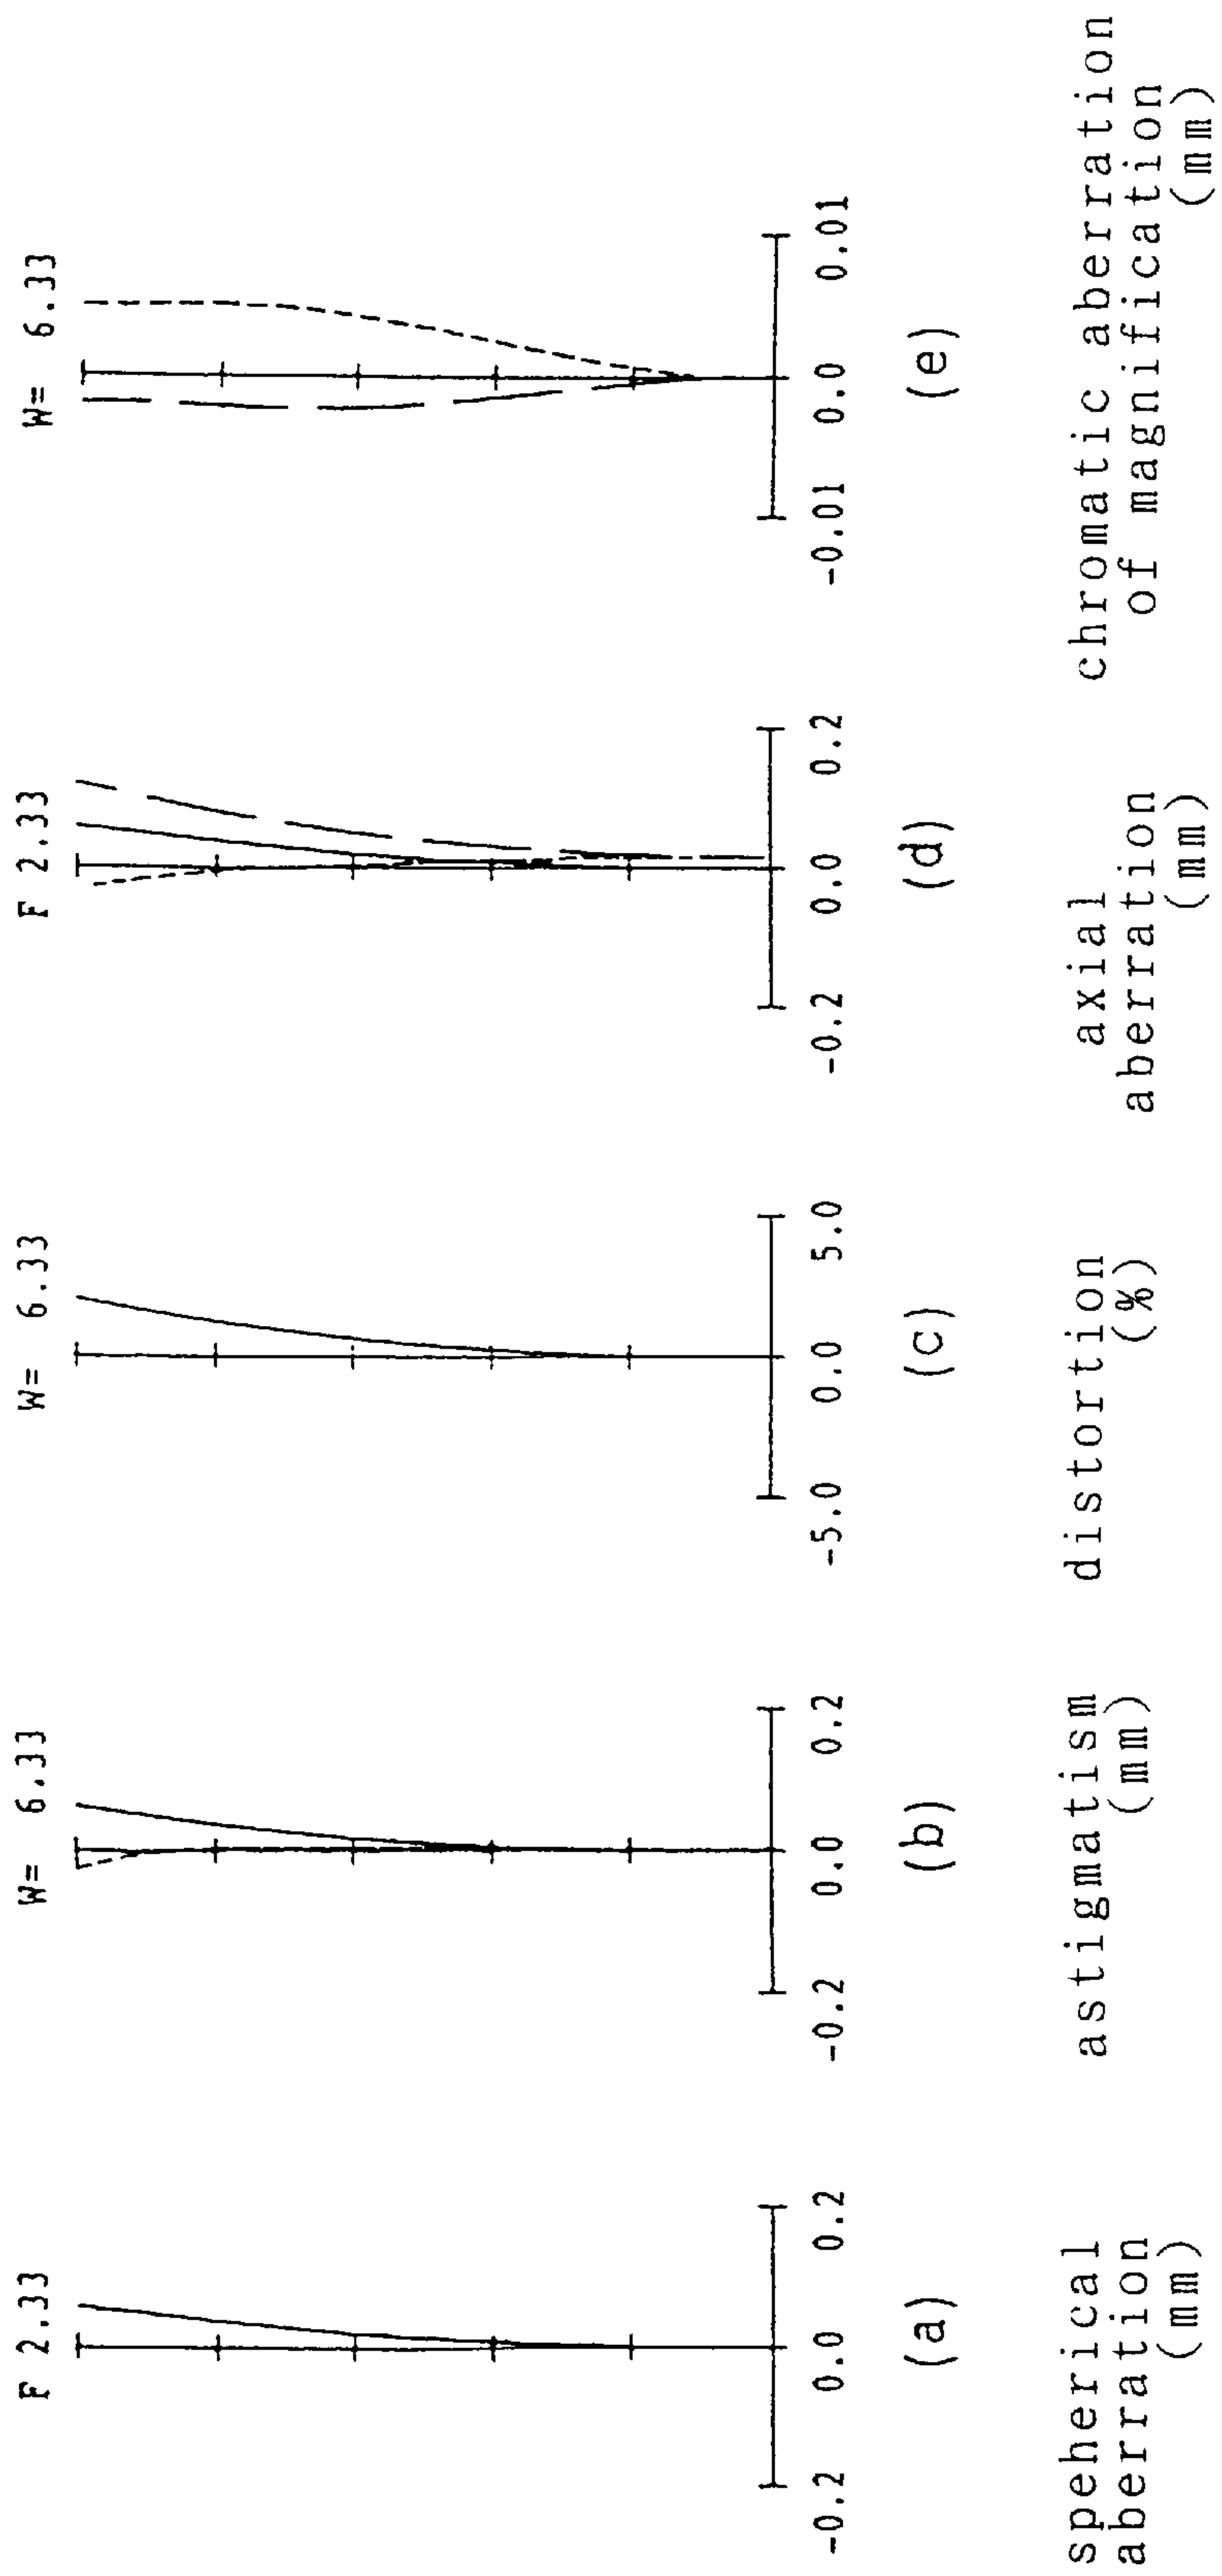 F 2.33
-0.2 0.0 0.2
(a)
speherical
aberration
(mm)
W= 6.33
-0.2 0.0 0.2
(b)
astigmatism
(mm)
W= 6.33
-5.0 0.0 5.0
(c)
distortion
(%)
F 2.33
-0.2 0.0 0.2
(d)
axial
aberration
(mm)
W= 6.33
-0.01 0.0 0.01
(e)
chromatic aberration
of magnification
(mm)